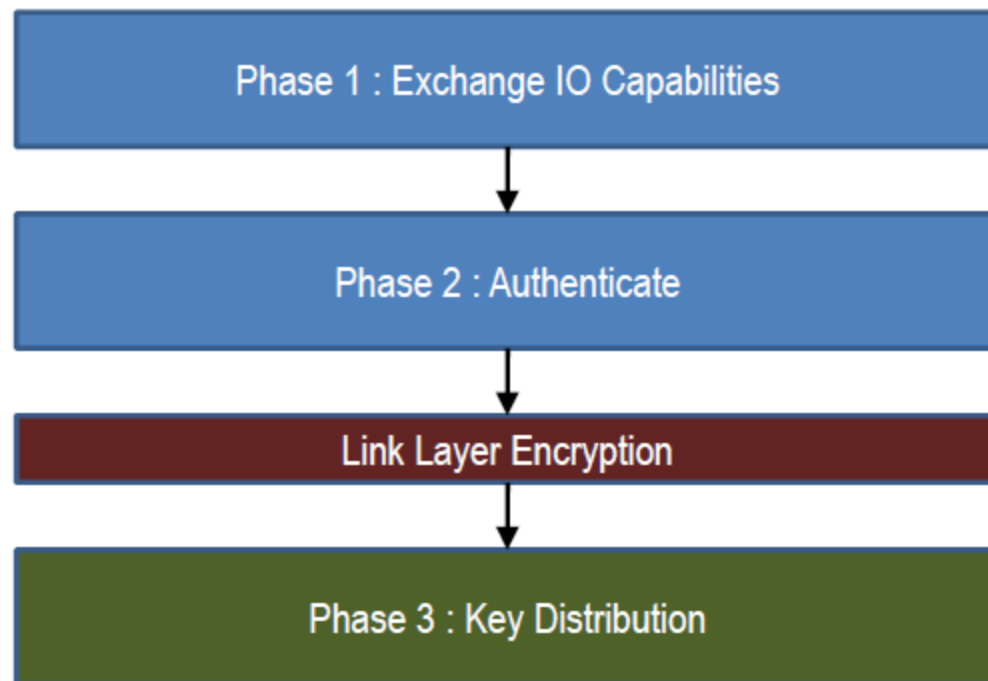 Phase 1 : Exchange IO Capabilities
Phase 2 : Authenticate
Link Layer Encryption
Phase 3 : Key Distribution